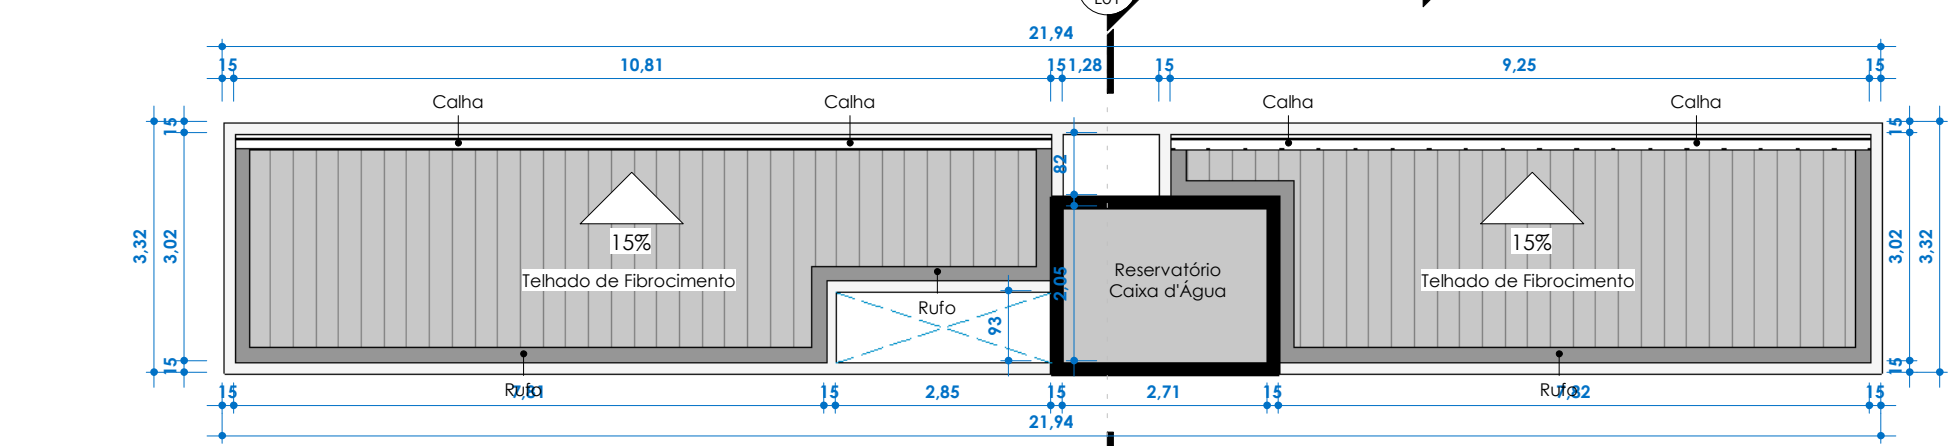 21,94
15 10,81 15 1,28 15 9,25 15
Calha Calha Calha Calha
15 15
82
3,32 3,02 15% 15% 3,02 3,32
Telhado de Fibrocimento Reservatório Telhado de Fibrocimento
Caixa d'Água
2,05
Rufo
93
15 15
Rufo Rufo
15 15 2,85 15 2,71 15 7,82 15
21,94